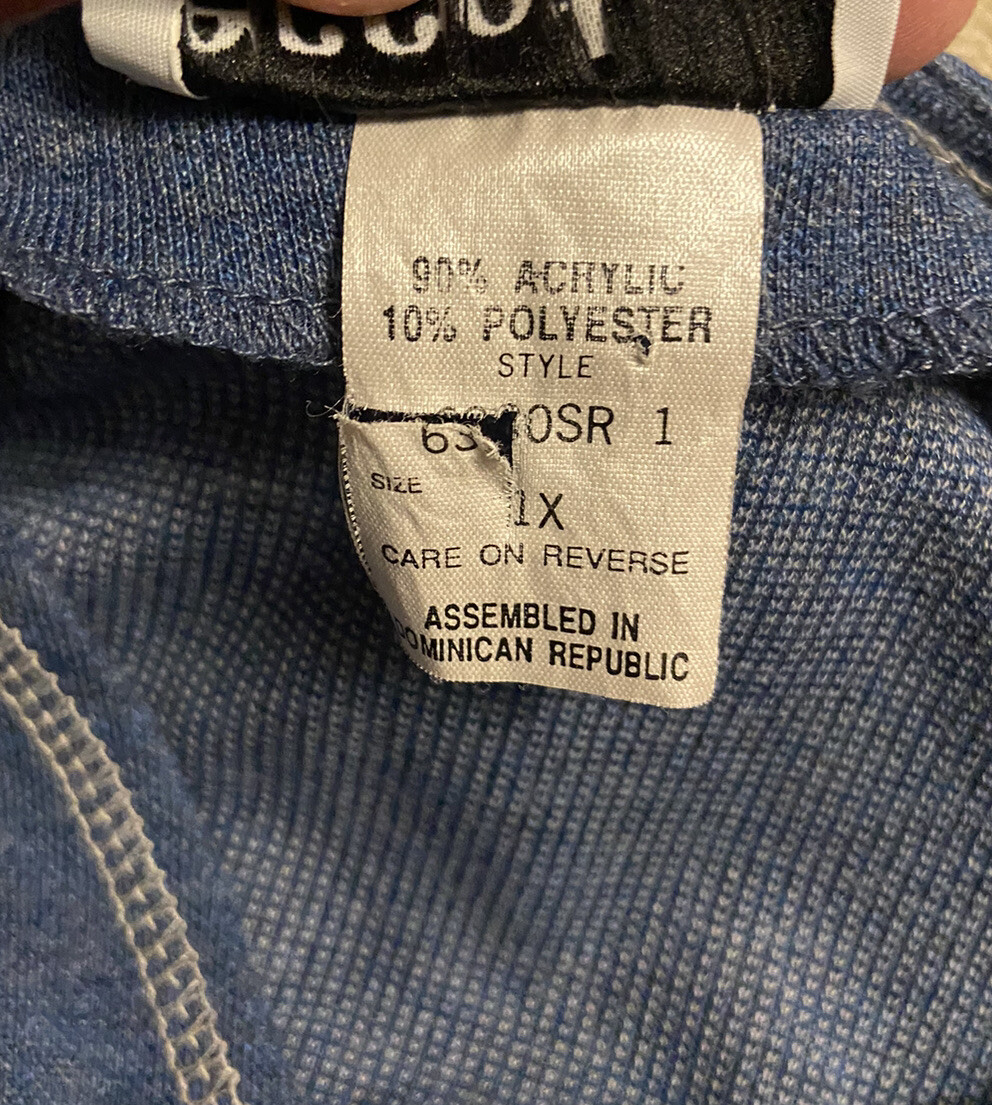 90% ACRYLIC
10% POLYESTER
STYLE
SIZE
1X
CARE ON REVERSE
ASSEMBLED IN
DOMINICAN REPUBLIC